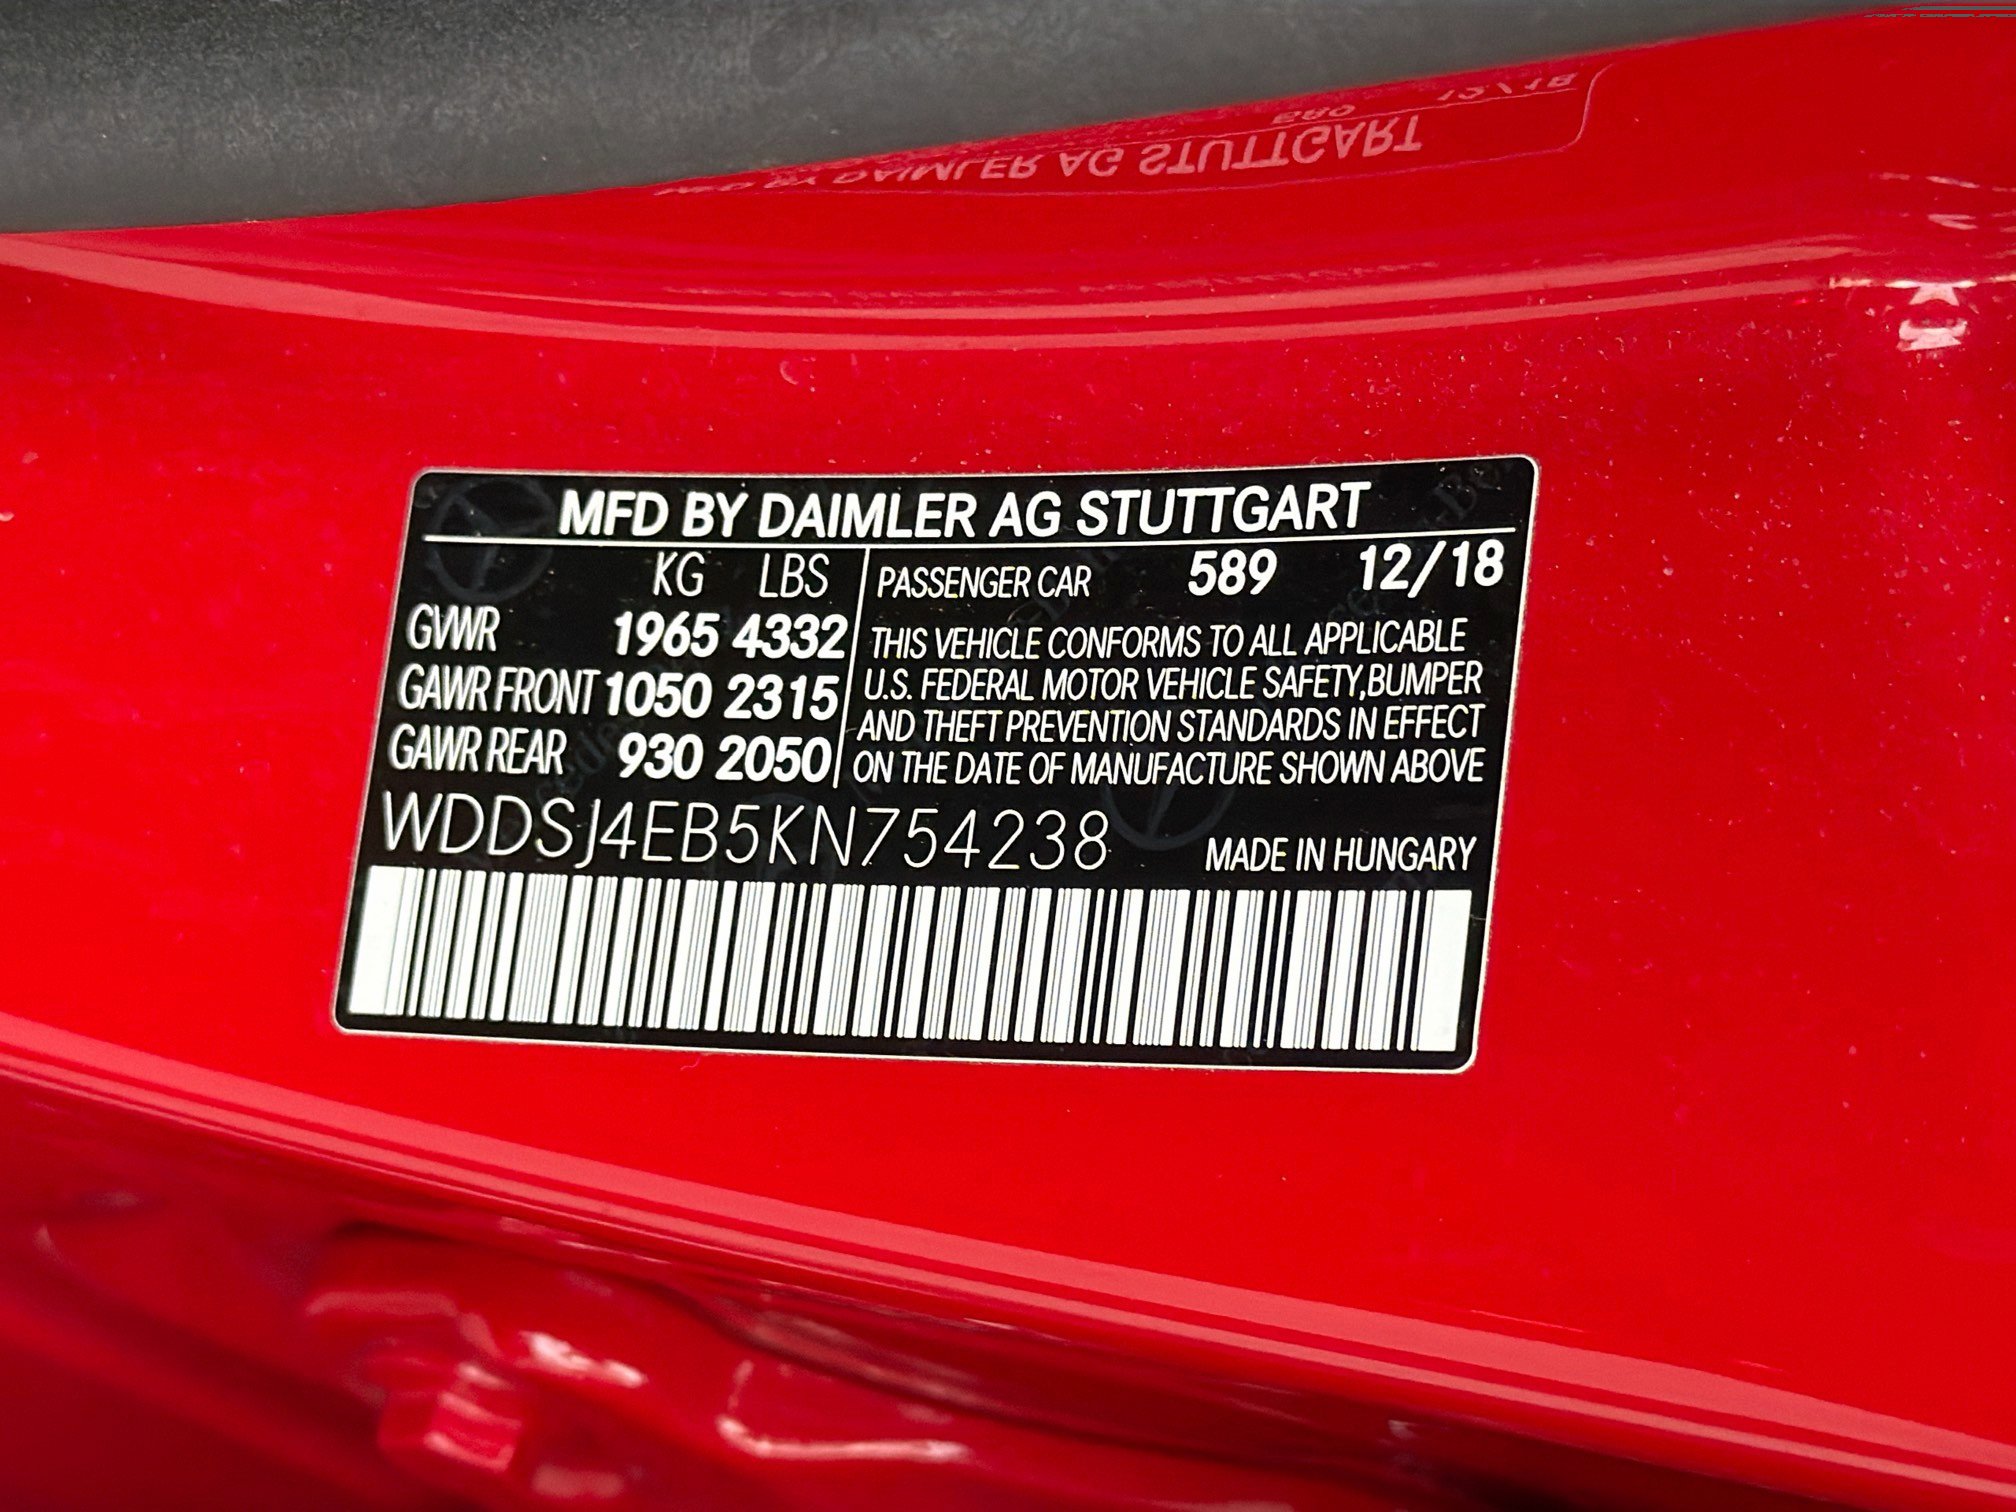 MFD BY DAIMLER AG STUTTGART
KG LBS
GVWR 1965 4332
GAWR FRONT 1050 2315
GAWR REAR 930 2050
PASSENGER CAR 589 12/18
THIS VEHICLE CONFORMS TO ALL APPLICABLE
U.S. FEDERAL MOTOR VEHICLE SAFETY,BUMPER
AND THEFT PREVENTION STANDARDS IN EFFECT
ON THE DATE OF MANUFACTURE SHOWN ABOVE
WDDSJ4EB5KN754238
MADE IN HUNGARY